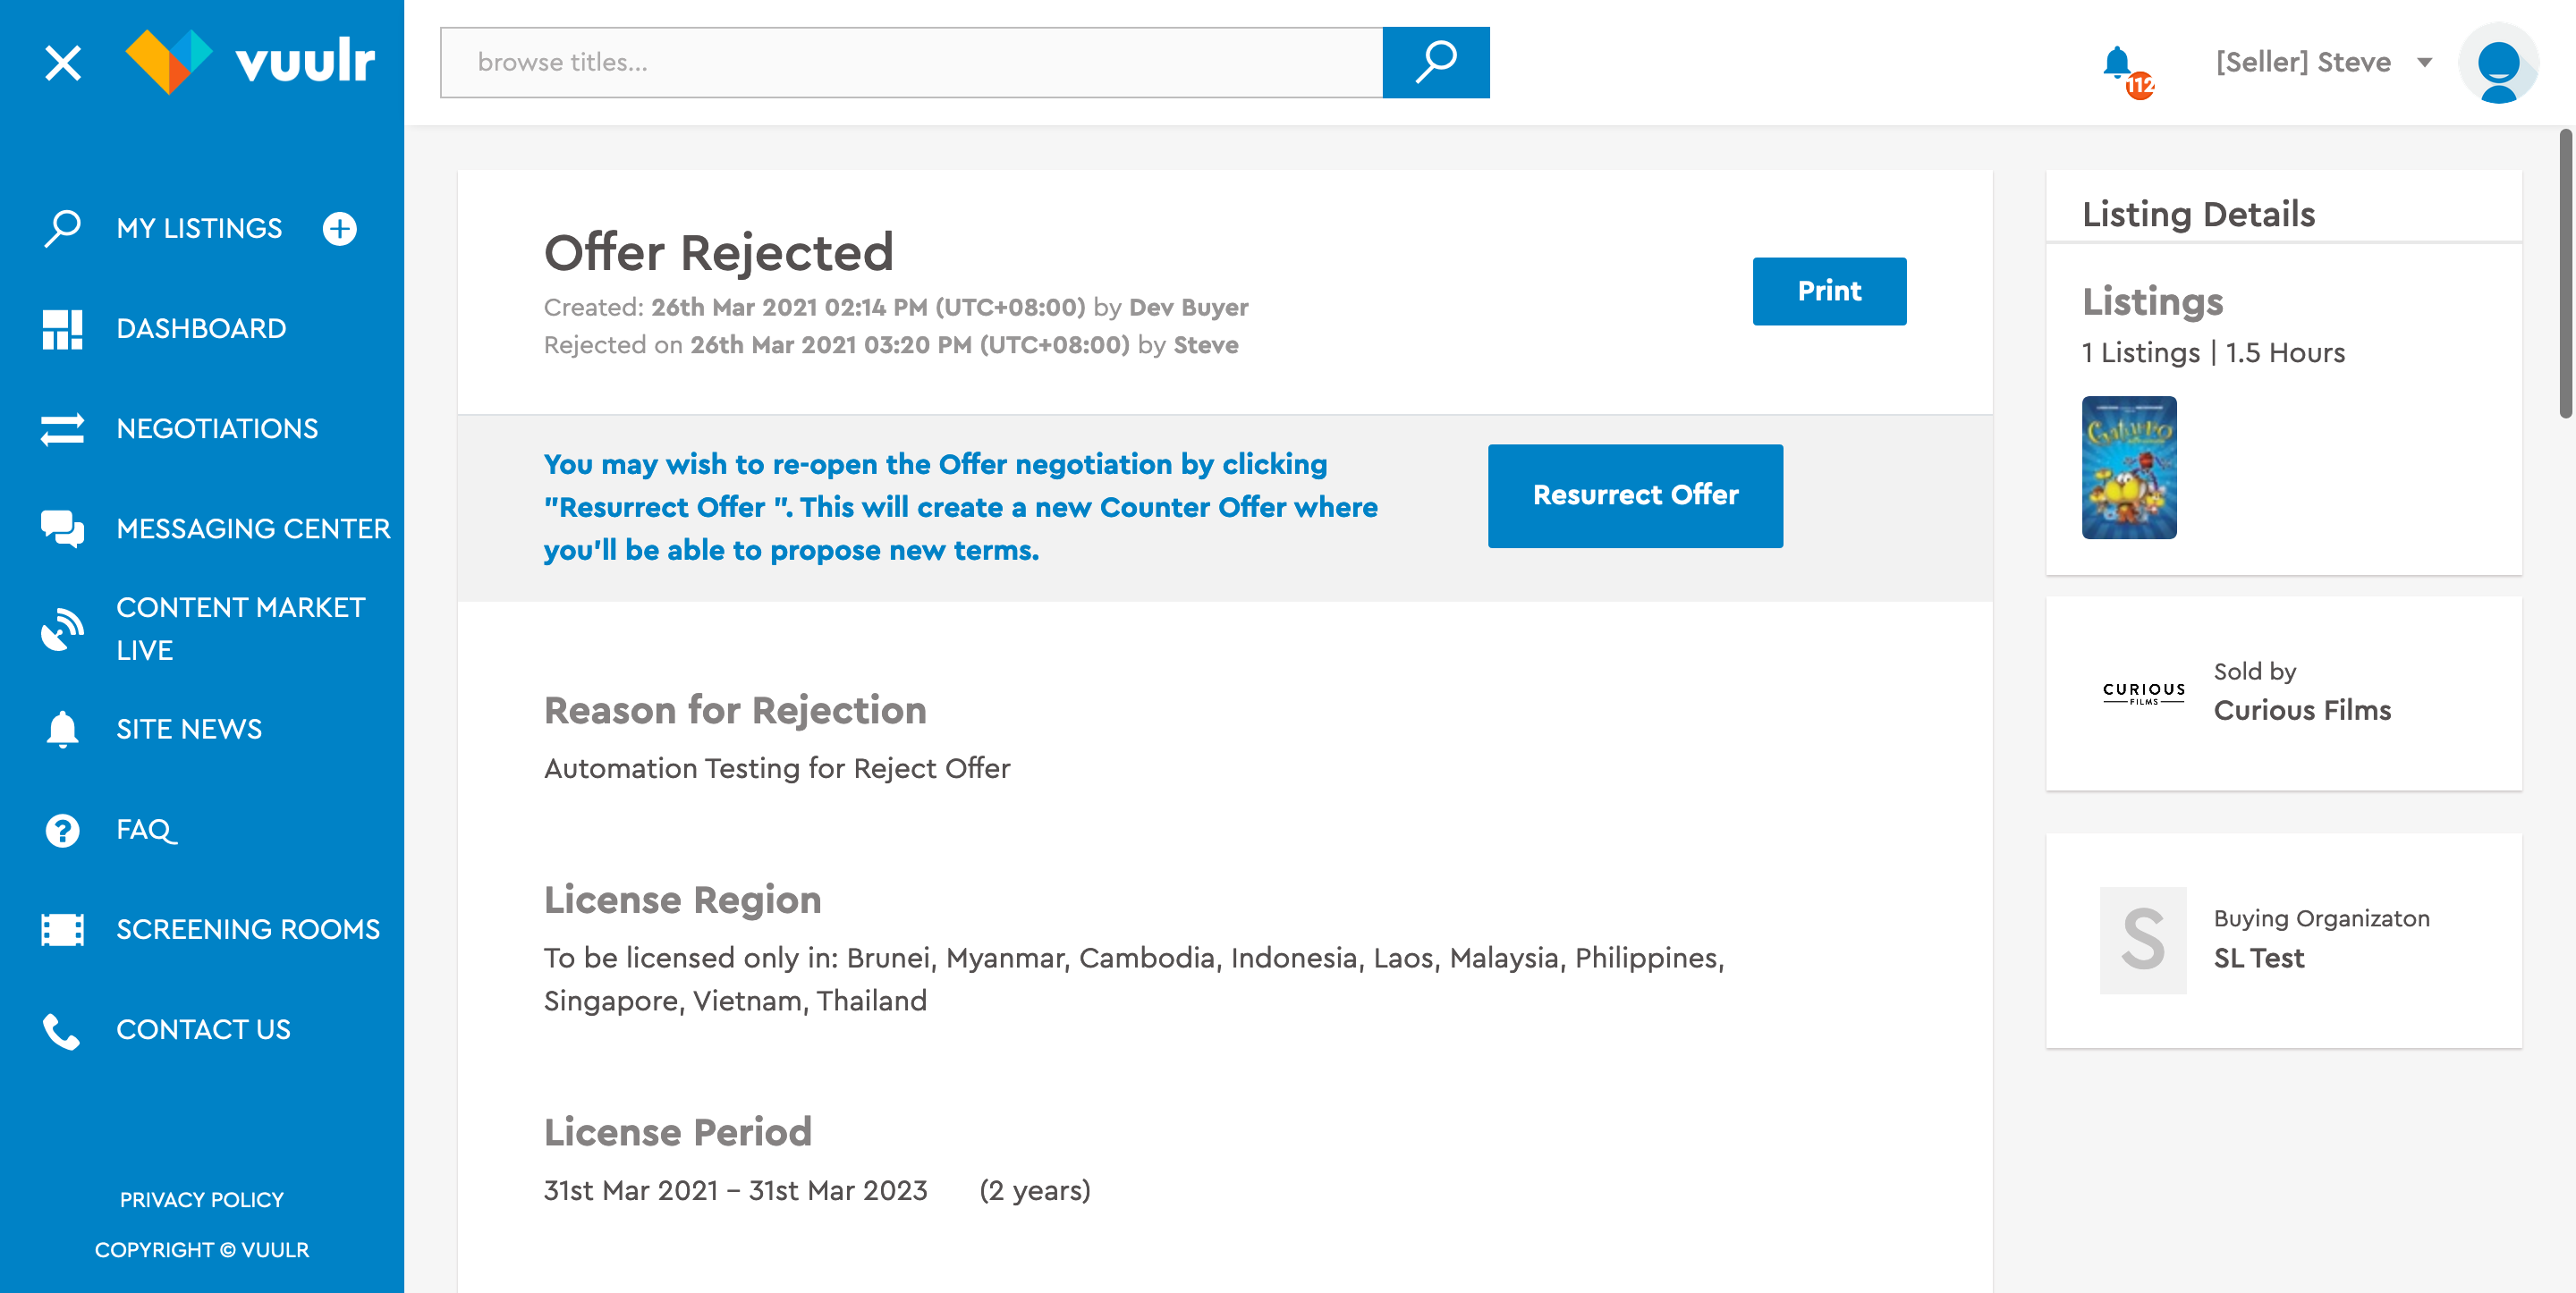 vuulr
browse titles...
112
[Seller] Steve
MY LISTINGS
DASHBOARD
NEGOTIATIONS
MESSAGING CENTER
CONTENT MARKET
LIVE
SITE NEWS
FAQ
SCREENING ROOMS
CONTACT US
PRIVACY POLICY
COPYRIGHT © VUULR
Offer Rejected
Created: 26th Mar 2021 02:14 PM (UTC+08:00) by Dev Buyer
Rejected on 26th Mar 2021 03:20 PM (UTC+08:00) by Steve
Print
You may wish to re-open the Offer negotiation by clicking
"Resurrect Offer ". This will create a new Counter Offer where
you'll be able to propose new terms.
Resurrect Offer
Reason for Rejection
Automation Testing for Reject Offer
License Region
To be licensed only in: Brunei, Myanmar, Cambodia, Indonesia, Laos, Malaysia, Philippines,
Singapore, Vietnam, Thailand
License Period
31st Mar 2021 – 31st Mar 2023 (2 years)
Listing Details
Listings
1 Listings | 1.5 Hours
Gaturro
CURIOUS
FILMS
Sold by
Curious Films
S
Buying Organizaton
SL Test